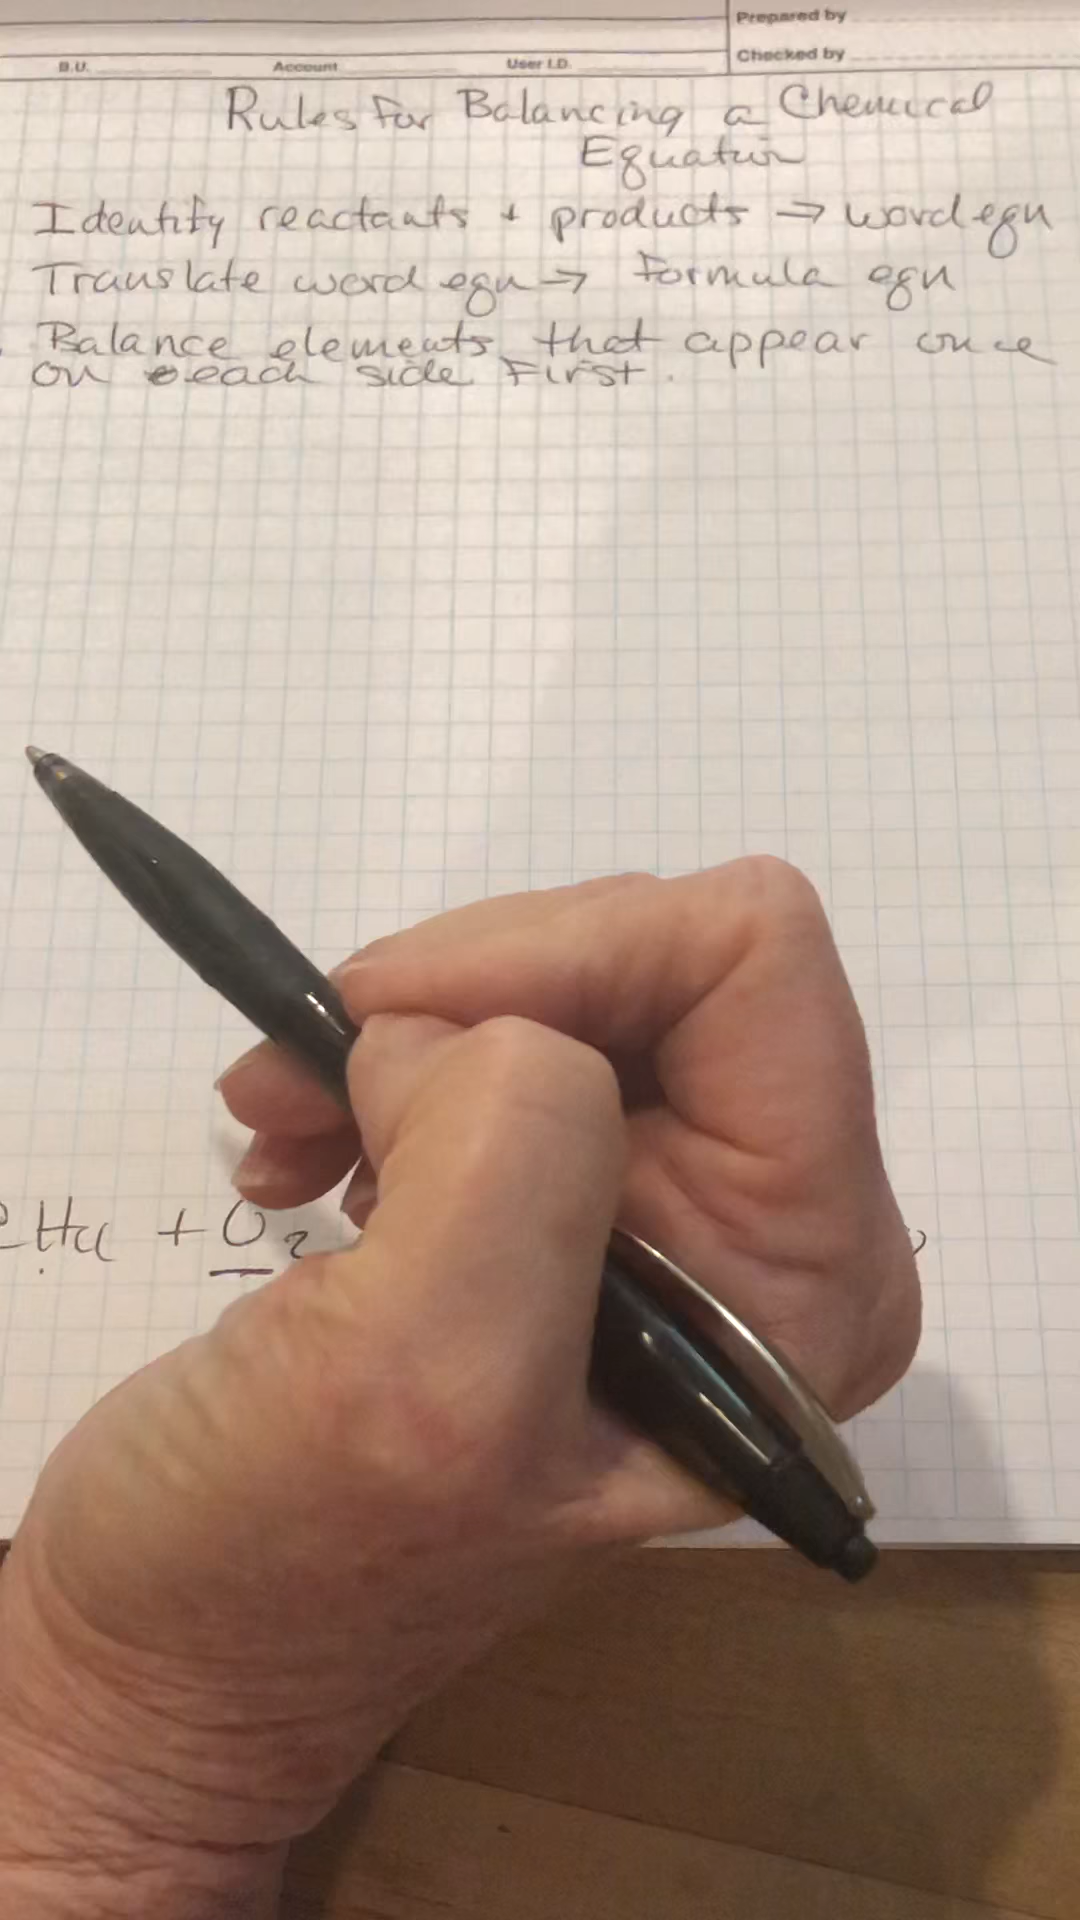 Prepared by
Checked by
B.U. Account User I.D.
Rules For Balancing a Chemical
Equation
Identify reactants + products → word eqn
Translate word eqn → Formula eqn
Balance elements that appear once
on each side First.
H4 + O2